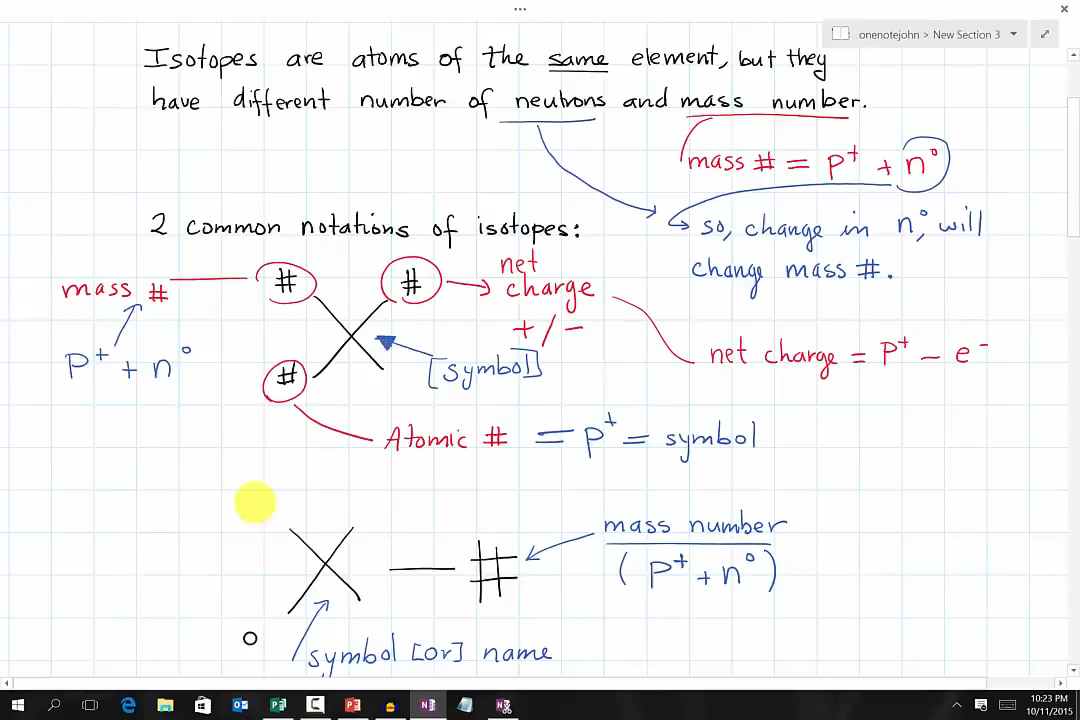 onenotejohn > New Section 3
Isotopes are atoms of the same element, but they
have different number of neutrons and mass number.
mass # = P⁺ + n°
so, change in n°, will
change mass #.
2 common notations of isotopes:
mass #
P⁺ + n°
#
#
net
charge
+/-
X
[symbol]
#
net charge = P⁺ - e⁻
Atomic # = P⁺ = symbol
X — #
mass number
(P⁺ + n°)
symbol [or] name
10:23 PM
10/11/2015